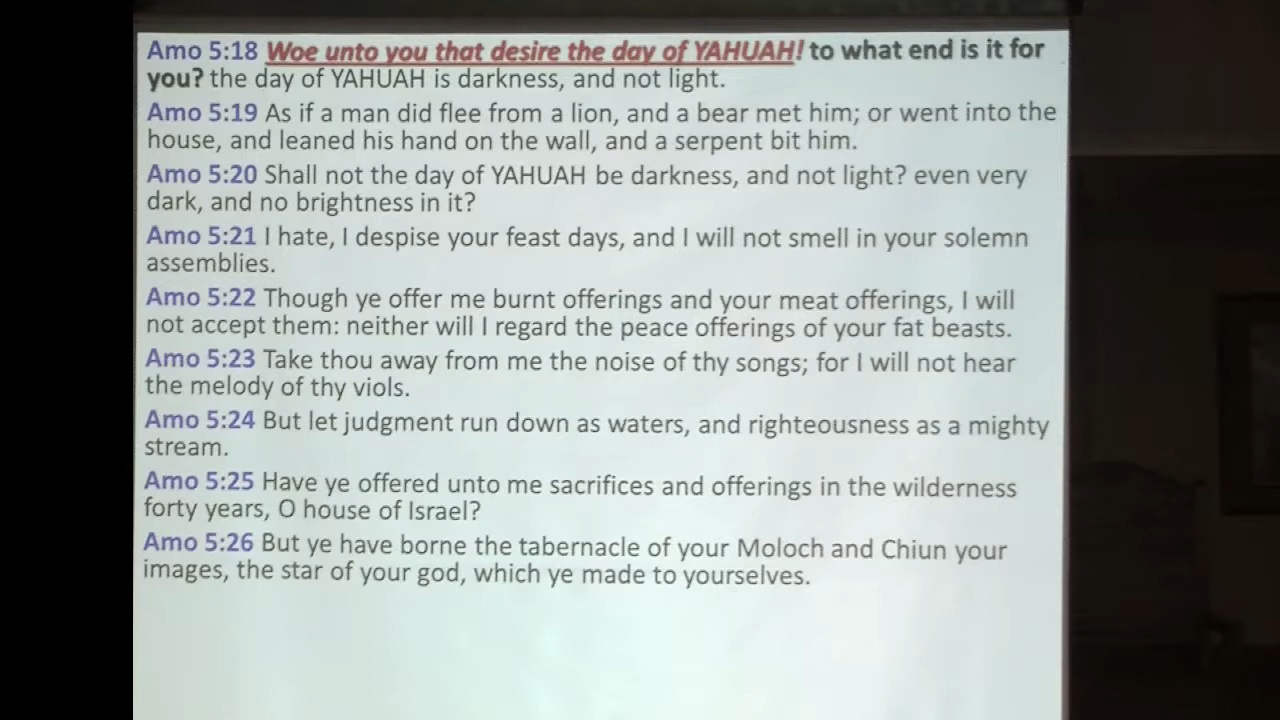 Amo 5:18 Woe unto you that desire the day of YAHUAH! to what end is it for
you? the day of YAHUAH is darkness, and not light.
Amo 5:19 As if a man did flee from a lion, and a bear met him; or went into the
house, and leaned his hand on the wall, and a serpent bit him.
Amo 5:20 Shall not the day of YAHUAH be darkness, and not light? even very
dark, and no brightness in it?
Amo 5:21 I hate, I despise your feast days, and I will not smell in your solemn
assemblies.
Amo 5:22 Though ye offer me burnt offerings and your meat offerings, I will
not accept them: neither will I regard the peace offerings of your fat beasts.
Amo 5:23 Take thou away from me the noise of thy songs; for I will not hear
the melody of thy viols.
Amo 5:24 But let judgment run down as waters, and righteousness as a mighty
stream.
Amo 5:25 Have ye offered unto me sacrifices and offerings in the wilderness
forty years, O house of Israel?
Amo 5:26 But ye have borne the tabernacle of your Moloch and Chiun your
images, the star of your god, which ye made to yourselves.